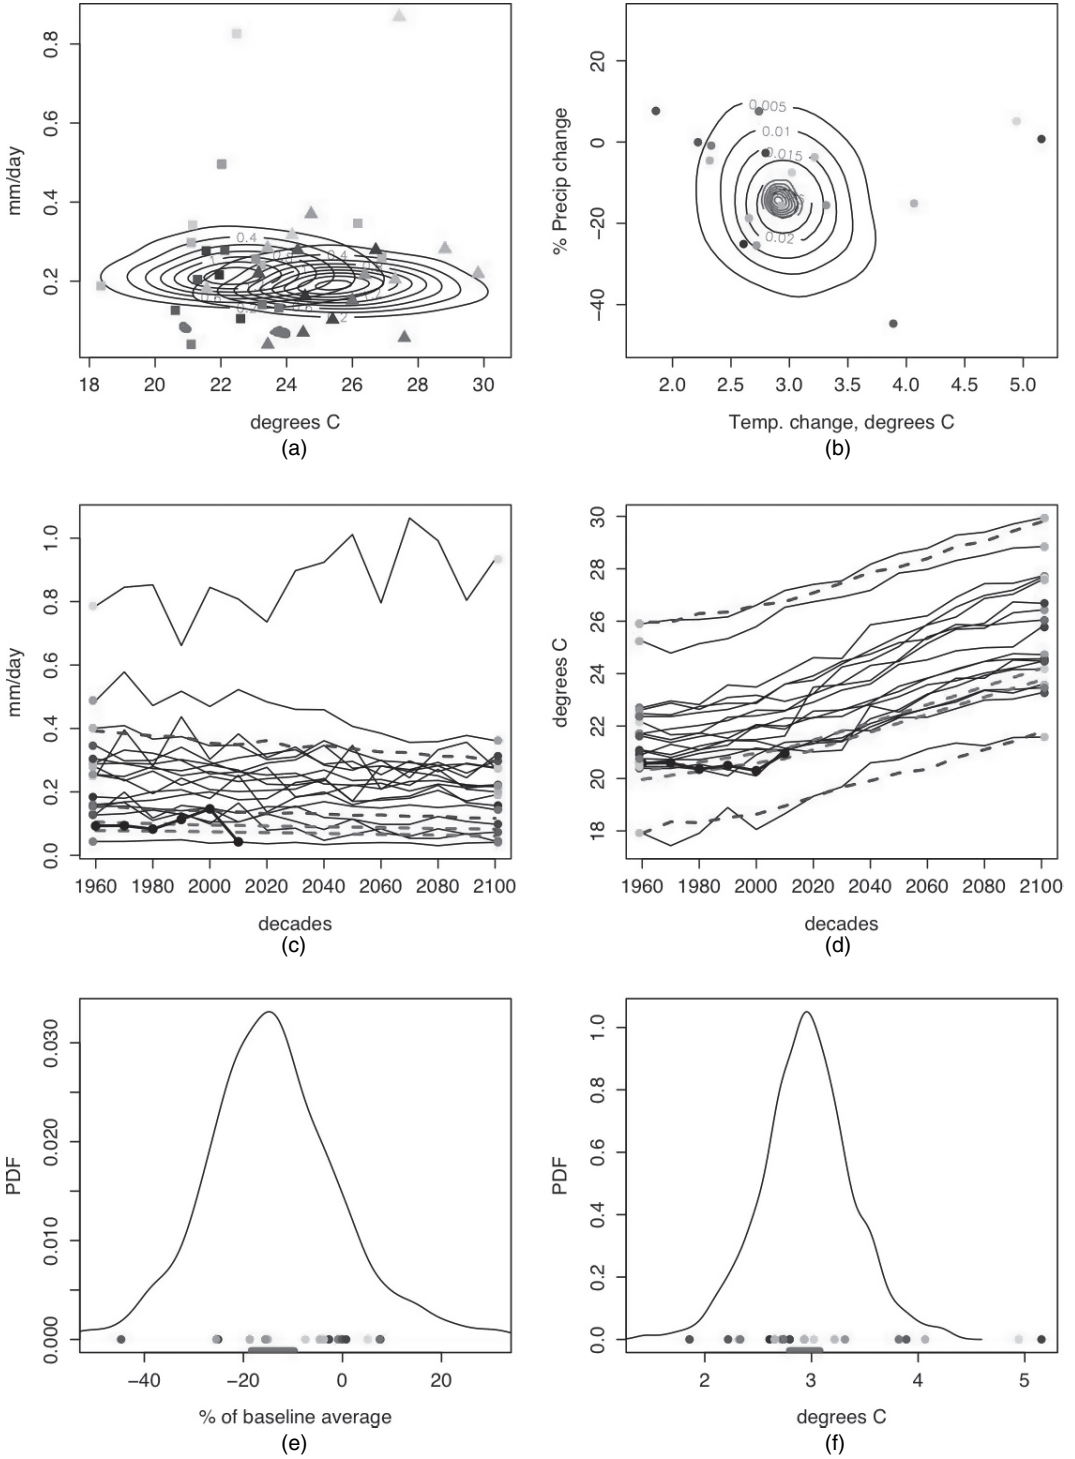 0.8
0.6
0.4
0.2
mm/day
0.4
0.4
18 20 22 24 26 28 30
degrees C
(a)
20
0
−20
−40
% Precip change
0.005
0.01
0.015
0.02
2.0 2.5 3.0 3.5 4.0 4.5 5.0
Temp. change, degrees C
(b)
1.0
0.8
0.6
0.4
0.2
0.0
mm/day
1960 1980 2000 2020 2040 2060 2080 2100
decades
(c)
30
28
26
24
22
20
18
degrees C
1960 1980 2000 2020 2040 2060 2080 2100
decades
(d)
0.030
0.020
0.010
0.000
PDF
−40 −20 0 20
% of baseline average
(e)
1.0
0.8
0.6
0.4
0.2
0.0
PDF
2 3 4 5
degrees C
(f)